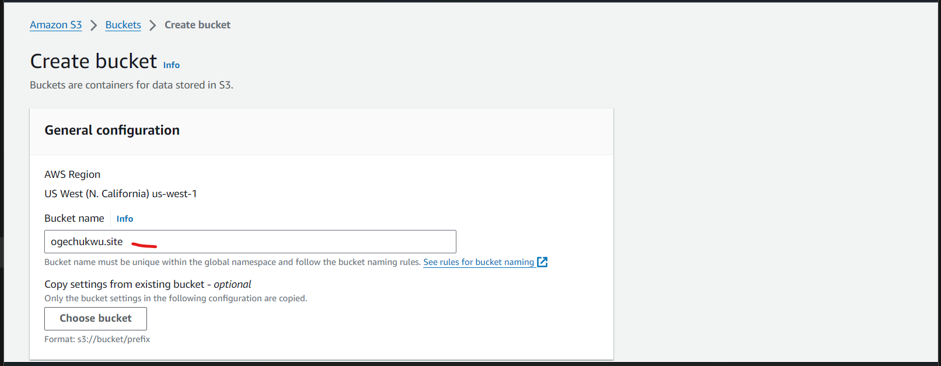 Amazon S3 > Buckets > Create bucket
Create bucket Info
Buckets are containers for data stored in S3.
General configuration
AWS Region
US West (N. California) us-west-1
Bucket name Info
ogechukwu.site
Bucket name must be unique within the global namespace and follow the bucket naming rules. See rules for bucket naming
Copy settings from existing bucket - optional
Only the bucket settings in the following configuration are copied.
Choose bucket
Format: s3://bucket/prefix